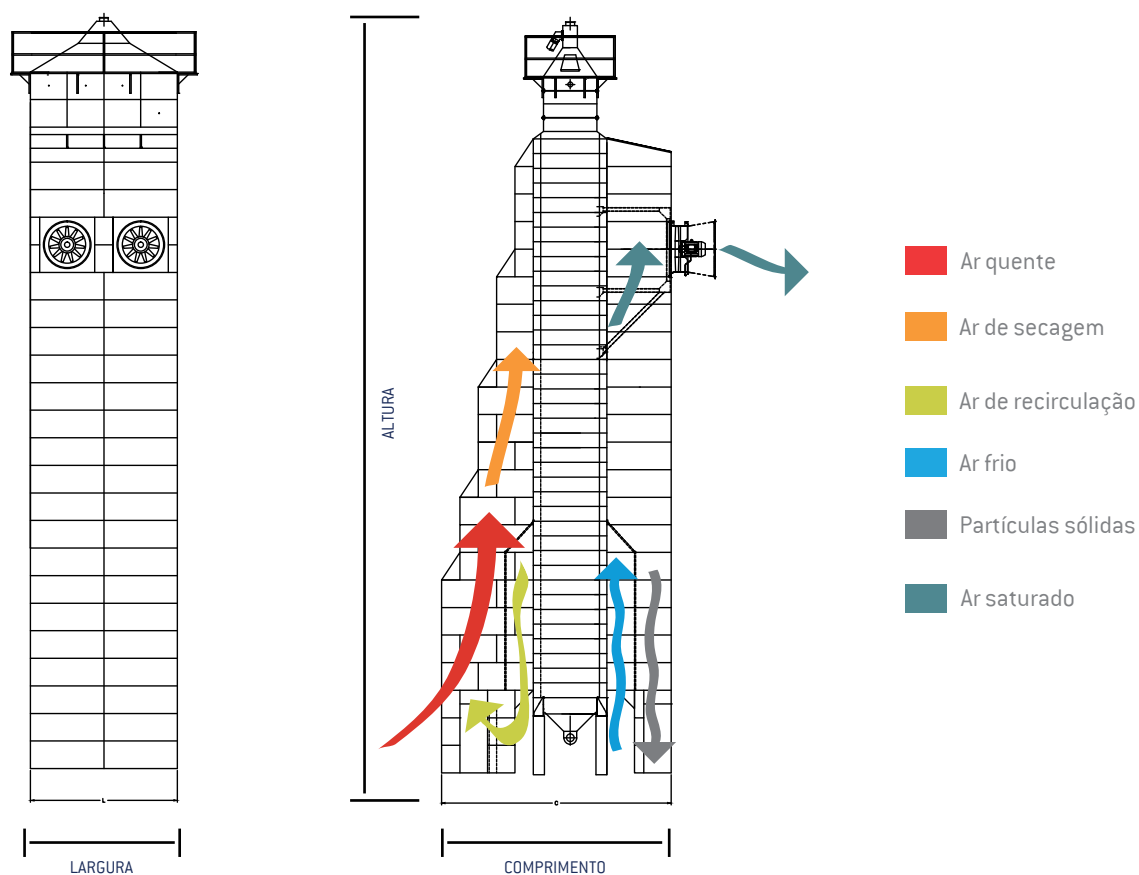 ALTURA
Ar quente
Ar de secagem
Ar de recirculação
Ar frio
Partículas sólidas
Ar saturado
L
C
LARGURA
COMPRIMENTO